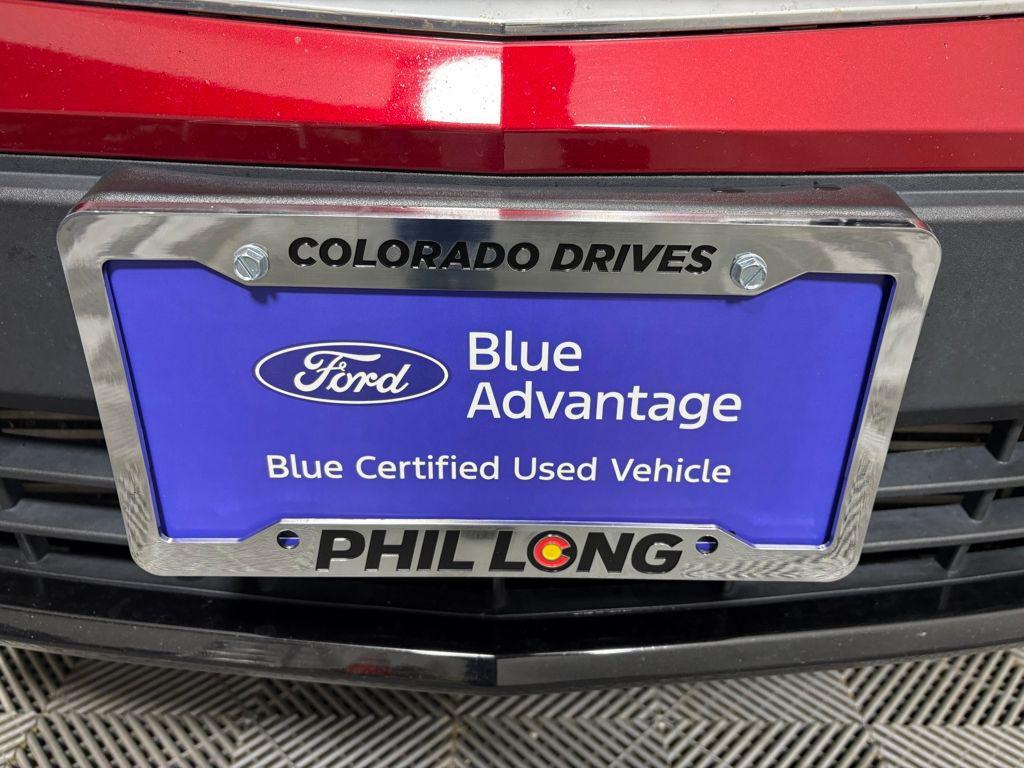 COLORADO DRIVES
Ford
Blue
Advantage
Blue Certified Used Vehicle
PHIL LONG